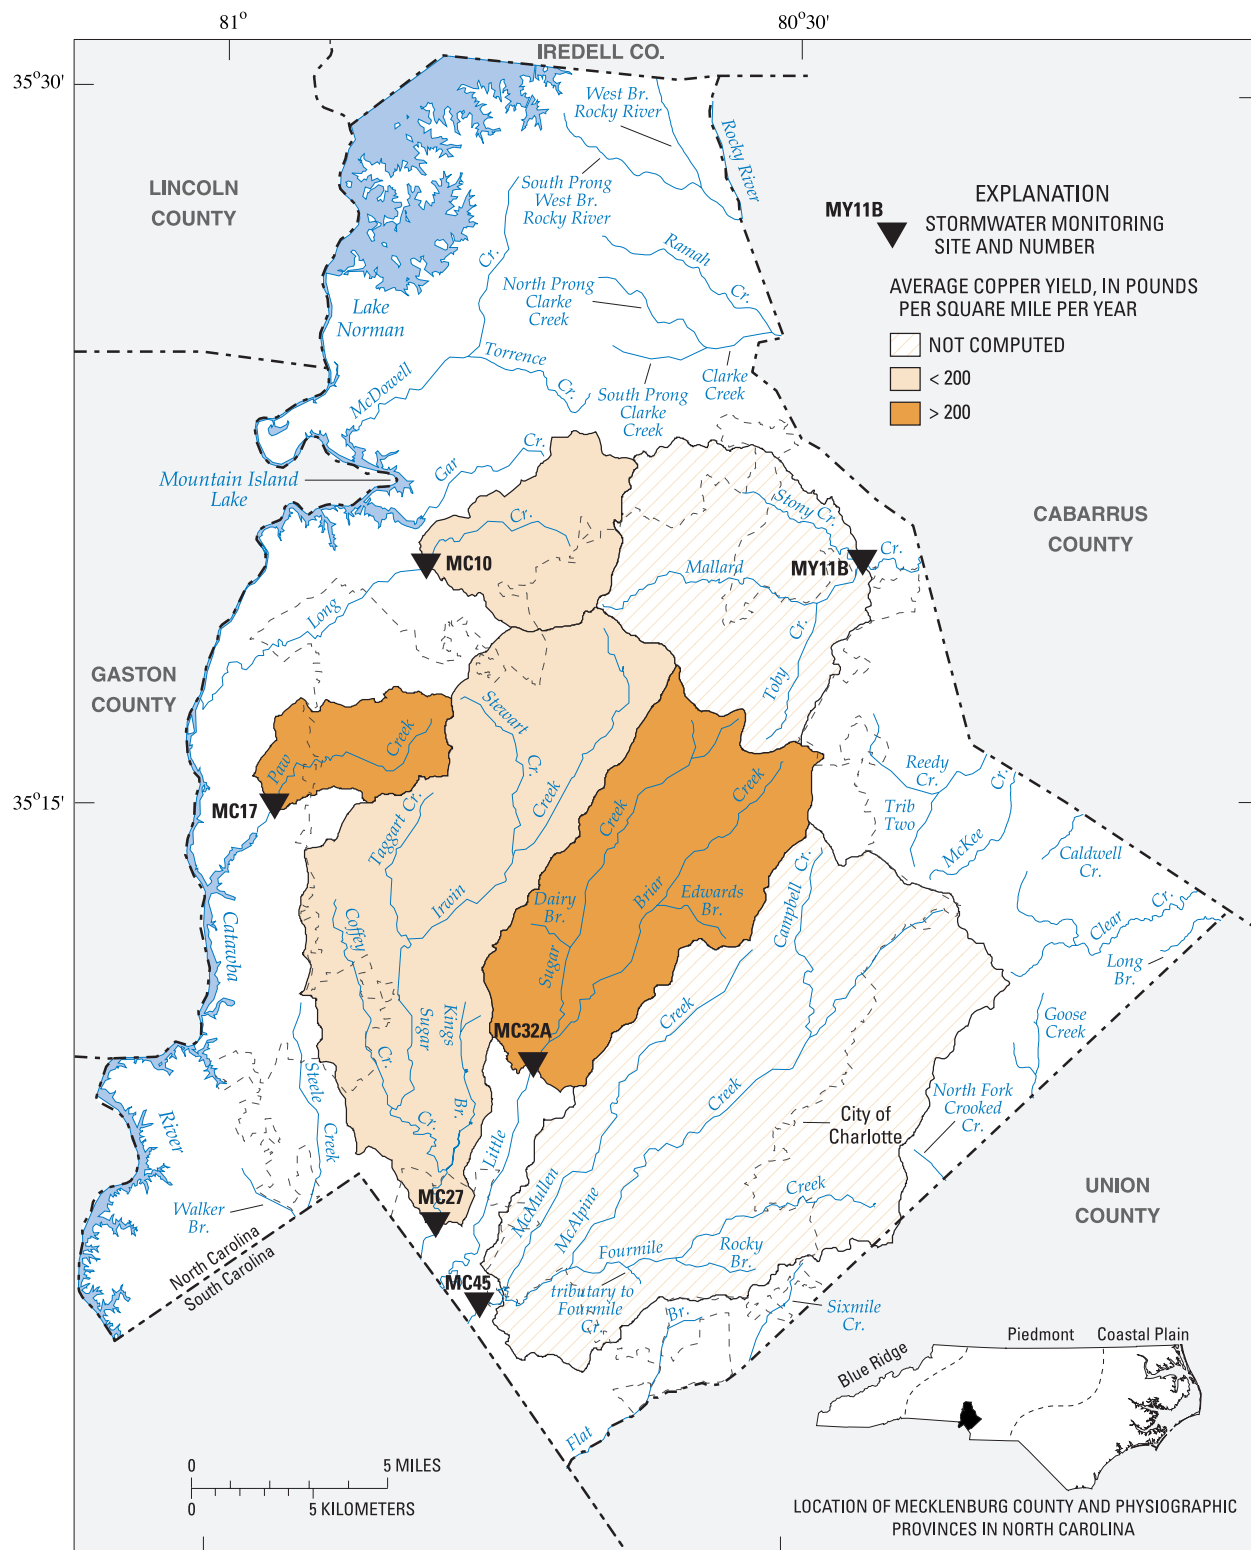 81°
80°30'
35°30'
IREDELL CO.
West Br.
Rocky River
Rocky River
LINCOLN
COUNTY
South Prong
West Br.
Rocky River
EXPLANATION
MY11B
STORMWATER MONITORING
SITE AND NUMBER
AVERAGE COPPER YIELD, IN POUNDS
PER SQUARE MILE PER YEAR
NOT COMPUTED
< 200
> 200
Ramah
Cr.
Cr.
North Prong
Clarke
Creek
Lake
Norman
Torrence
Cr.
McDowell
South Prong
Clarke
Creek
Clarke
Creek
Mountain Island
Lake
Gar
Cr.
Cr.
Stony Cr.
CABARRUS
COUNTY
MC10
Mallard
MY11B
Cr.
Long
Cr.
Toby
GASTON
COUNTY
Stewart
Cr.
Creek
Paw
Creek
35°15'
MC17
Taggart Cr.
Irwin
Creek
Creek
Reedy
Cr.
Trib
Two
Cr.
McKee
Caldwell
Cr.
Briar
Edwards
Br.
Dairy
Br.
Sugar
Campbell
Cr.
Clear
Cr.
Long
Br.
Catawba
Coffey
Cr.
Sugar
Cr.
Kings
Br.
MC32A
Creek
Goose
Creek
Creek
North Fork
Crooked
Cr.
City of
Charlotte
River
Steele
Creek
Little
Walker
Br.
MC27
McMullen
McAlpine
Creek
UNION
COUNTY
North Carolina
South Carolina
Fourmile
Rocky
Br.
MC45
tributary to
Fourmile
Cr.
Br.
Sixmile
Cr.
Flat
Blue Ridge
Piedmont
Coastal Plain
0
5 MILES
0
5 KILOMETERS
LOCATION OF MECKLENBURG COUNTY AND PHYSIOGRAPHIC
PROVINCES IN NORTH CAROLINA